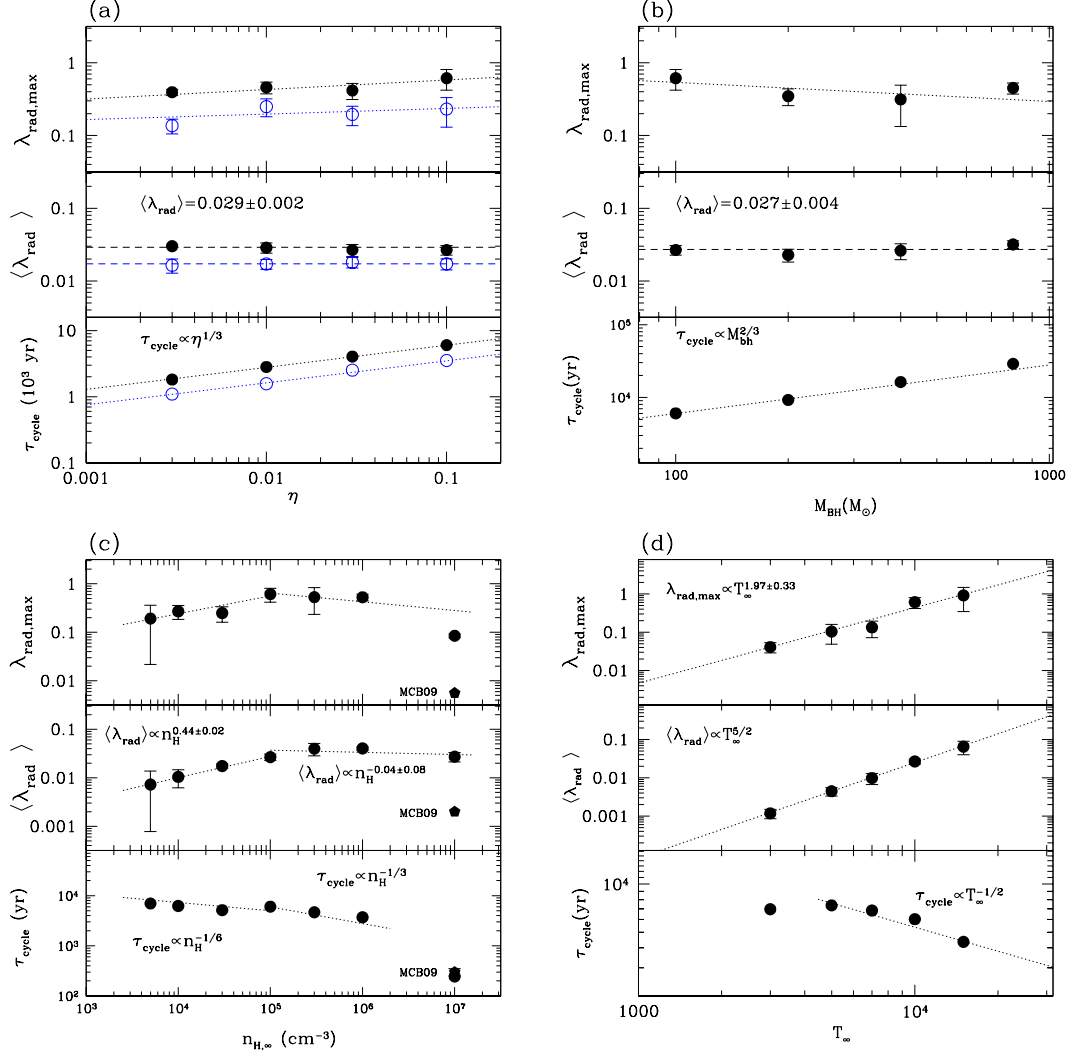 (a)
λrad,max
1
0.1
⟨λrad⟩
0.1
0.01
⟨λrad⟩=0.029±0.002
τcycle (10³ yr)
10
1
0.1
τcycle∝η^1/3
0.001
0.01
0.1
η
(b)
λrad,max
1
0.1
⟨λrad⟩
0.1
0.01
⟨λrad⟩=0.027±0.004
τcycle(yr)
10⁵
10⁴
τcycle∝Mbh^2/3
100
1000
MBH(M⊙)
(c)
λrad,max
1
0.1
0.01
MCB09
⟨λrad⟩
0.1
0.01
0.001
⟨λrad⟩∝nH^0.44±0.02
⟨λrad⟩∝nH^−0.04±0.08
MCB09
τcycle (yr)
10⁴
10³
10²
τcycle∝nH^−1/3
τcycle∝nH^−1/6
MCB09
10³
10⁴
10⁵
10⁶
10⁷
nH,∞ (cm⁻³)
(d)
λrad,max
1
0.1
0.01
λrad,max∝T∞^1.97±0.33
⟨λrad⟩
0.1
0.01
0.001
⟨λrad⟩∝T∞^5/2
τcycle(yr)
10⁴
τcycle∝T∞^−1/2
1000
10⁴
T∞